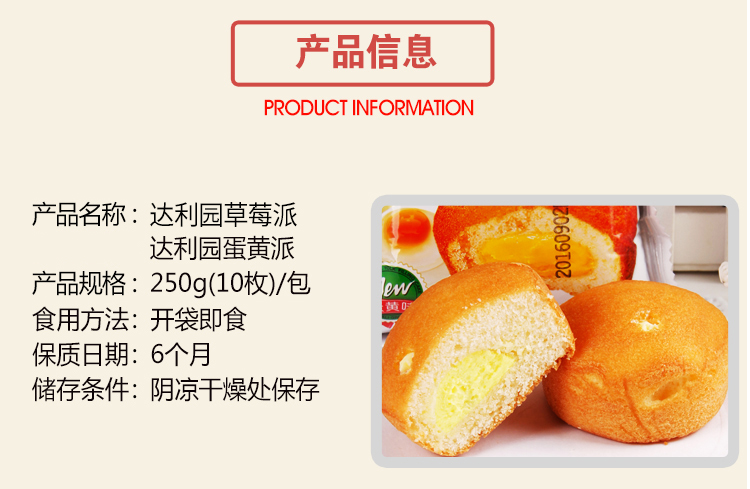 产品信息
PRODUCT INFORMATION
产品名称： 达利园草莓派
达利园蛋黄派
产品规格： 250g(10枚)/包
食用方法： 开袋即食
保质日期： 6个月
储存条件： 阴凉干燥处保存
20160902